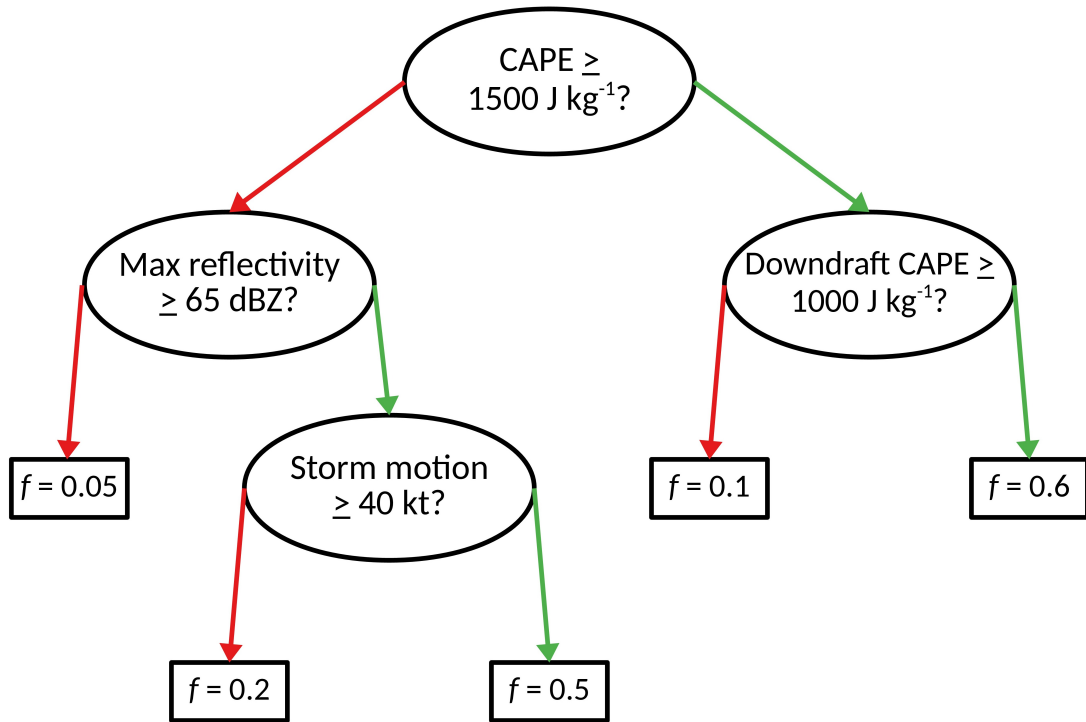 CAPE ≥
1500 J kg⁻¹?
Max reflectivity
≥ 65 dBZ?
Downdraft CAPE ≥
1000 J kg⁻¹?
f = 0.05
Storm motion
≥ 40 kt?
f = 0.1
f = 0.6
f = 0.2
f = 0.5